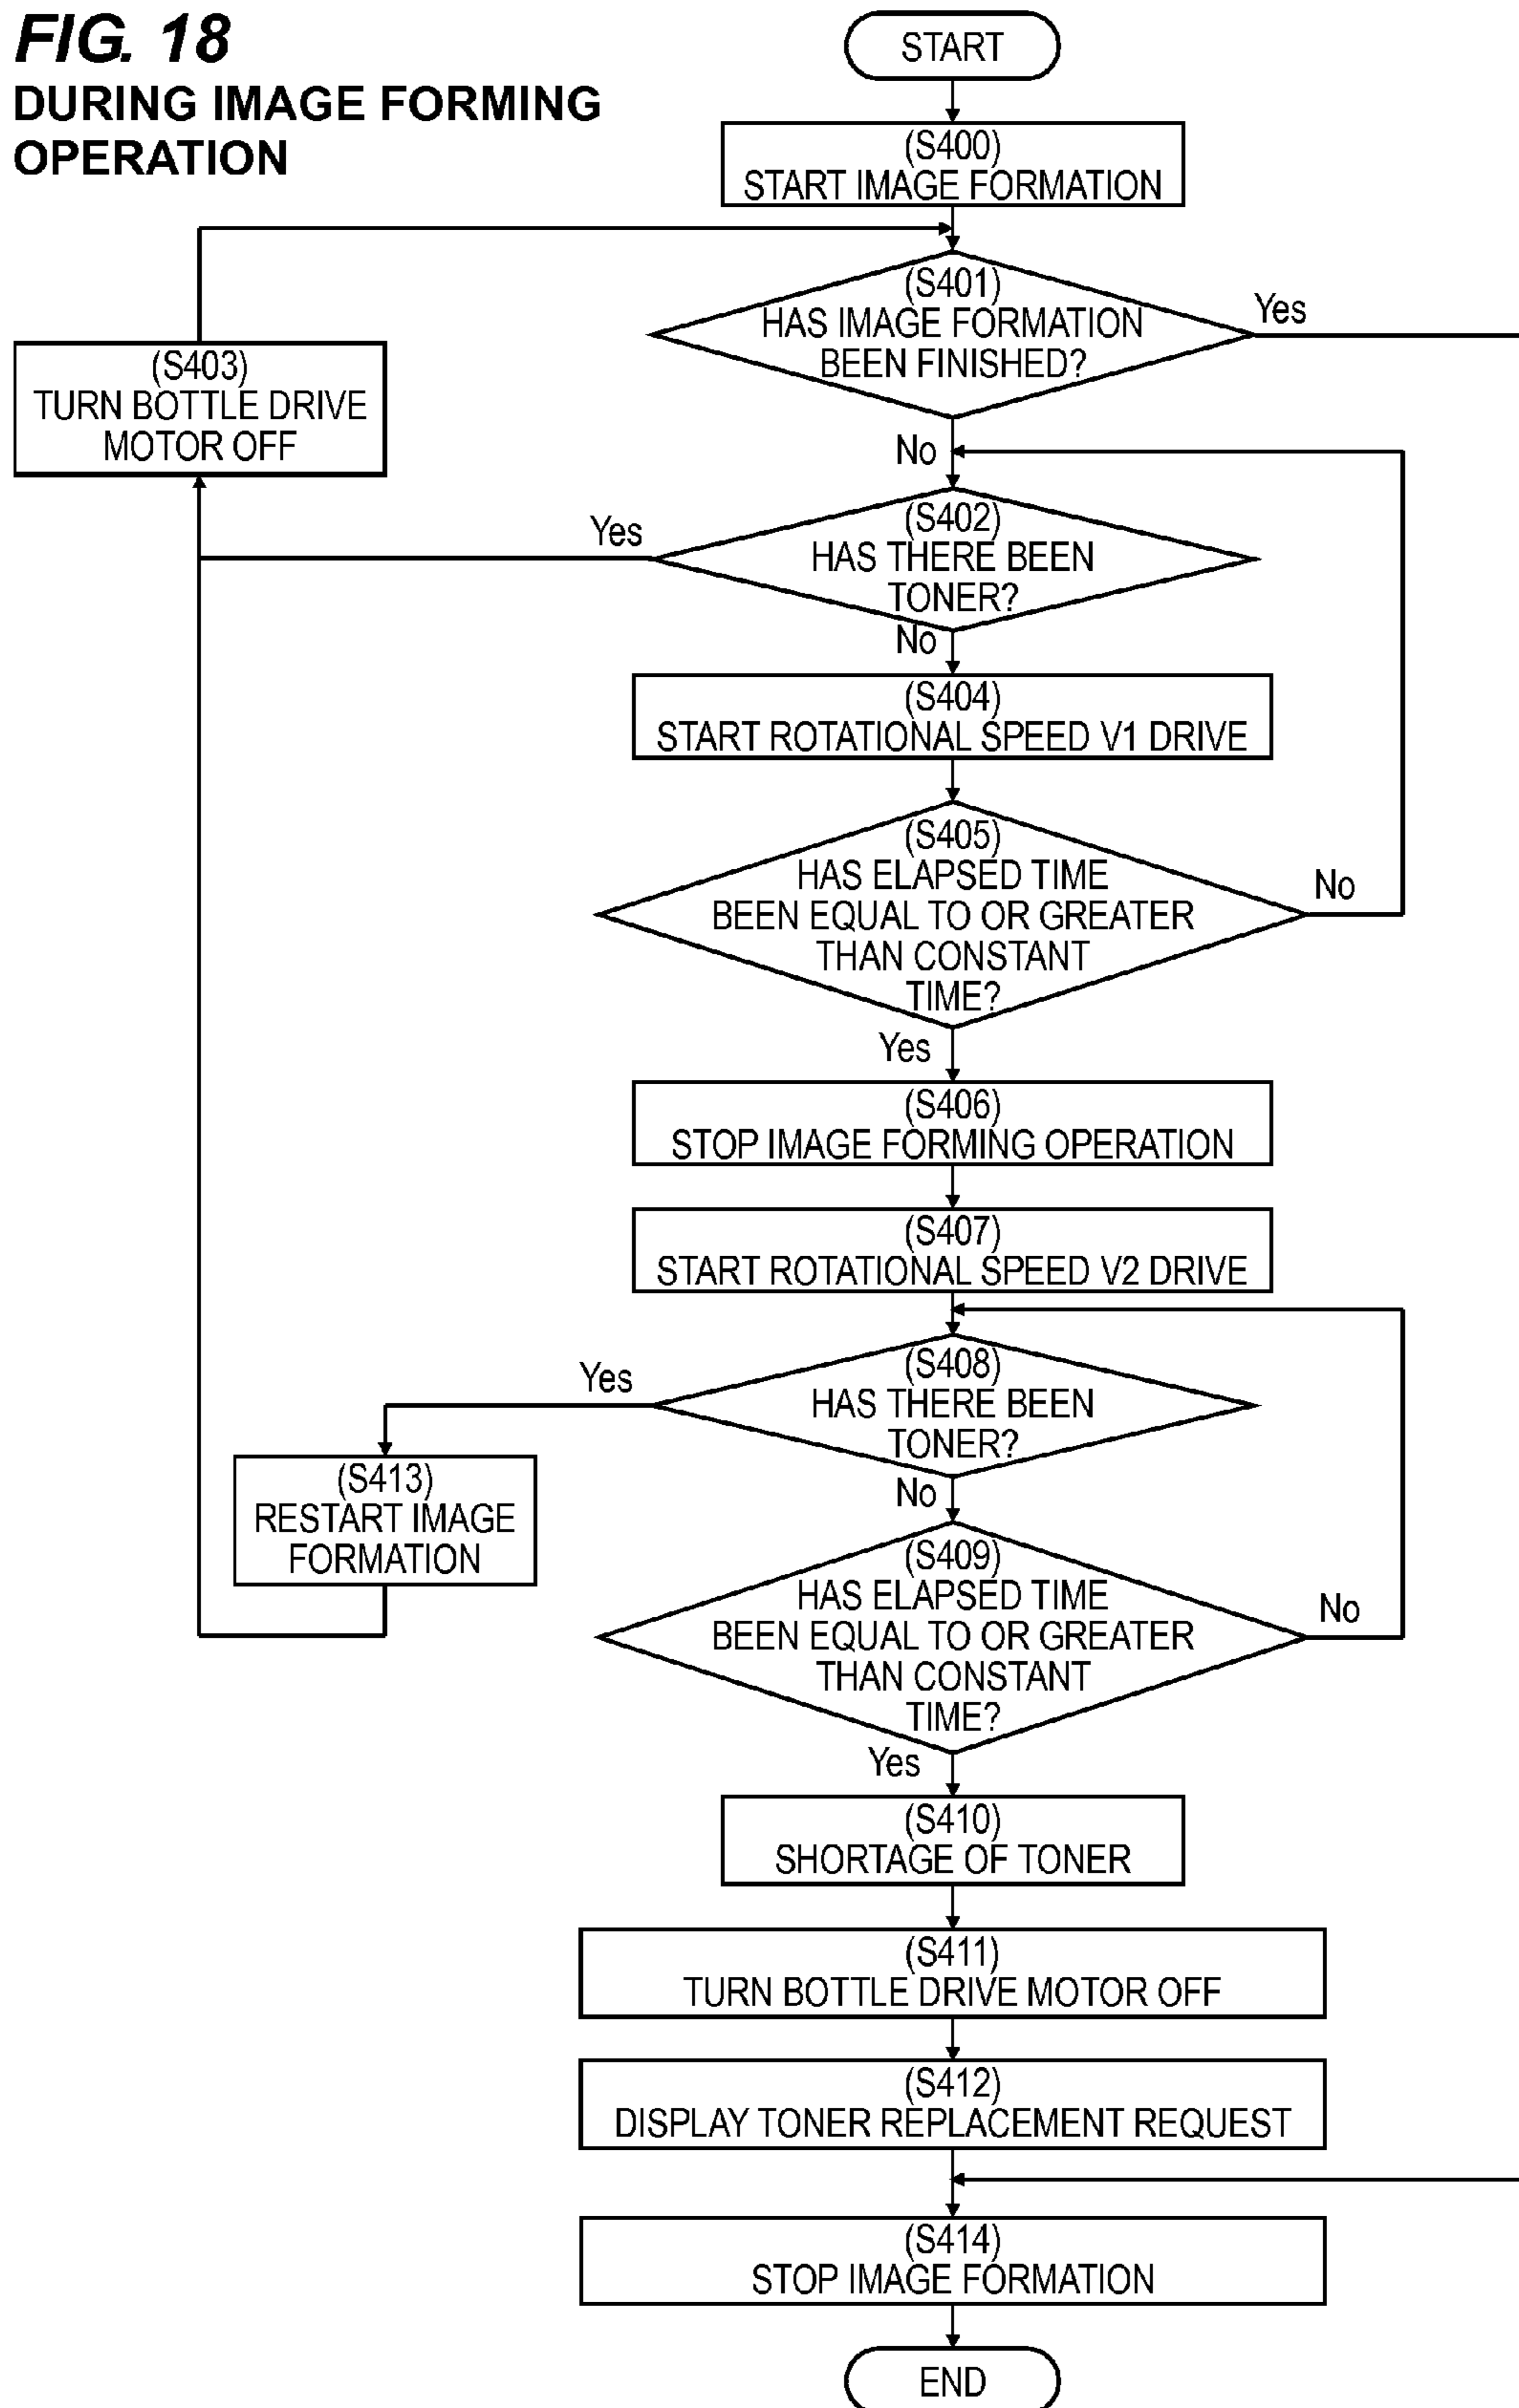 FIG. 18
DURING IMAGE FORMING
OPERATION
START
(S400)
START IMAGE FORMATION
(S401)
HAS IMAGE FORMATION
BEEN FINISHED?
Yes
No
(S403)
TURN BOTTLE DRIVE
MOTOR OFF
(S402)
HAS THERE BEEN
TONER?
Yes
No
(S404)
START ROTATIONAL SPEED V1 DRIVE
(S405)
HAS ELAPSED TIME
BEEN EQUAL TO OR GREATER
THAN CONSTANT
TIME?
No
Yes
(S406)
STOP IMAGE FORMING OPERATION
(S407)
START ROTATIONAL SPEED V2 DRIVE
(S408)
HAS THERE BEEN
TONER?
Yes
No
(S413)
RESTART IMAGE
FORMATION
(S409)
HAS ELAPSED TIME
BEEN EQUAL TO OR GREATER
THAN CONSTANT
TIME?
No
Yes
(S410)
SHORTAGE OF TONER
(S411)
TURN BOTTLE DRIVE MOTOR OFF
(S412)
DISPLAY TONER REPLACEMENT REQUEST
(S414)
STOP IMAGE FORMATION
END